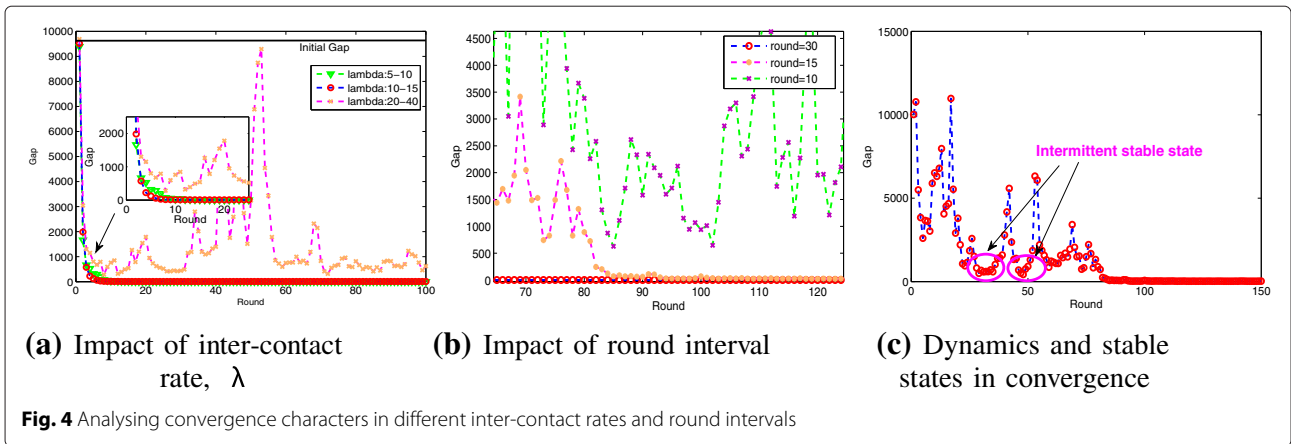 10000
9000
8000
7000
6000
5000
4000
3000
2000
1000
0
Gap
Initial Gap
lambda:5−10
lambda:10−15
lambda:20−40
2000
1000
0
Gap
0 10 20
Round
0 20 40 60 80 100
Round
4500
4000
3500
3000
2500
2000
1500
1000
500
0
Gap
round=30
round=15
round=10
70 80 90 100 110 120
Round
15000
10000
5000
0
Gap
Intermittent stable state
0 50 100 150
Round
(a) Impact of inter-contact
rate, λ
(b) Impact of round interval
(c) Dynamics and stable
states in convergence
Fig. 4 Analysing convergence characters in different inter-contact rates and round intervals